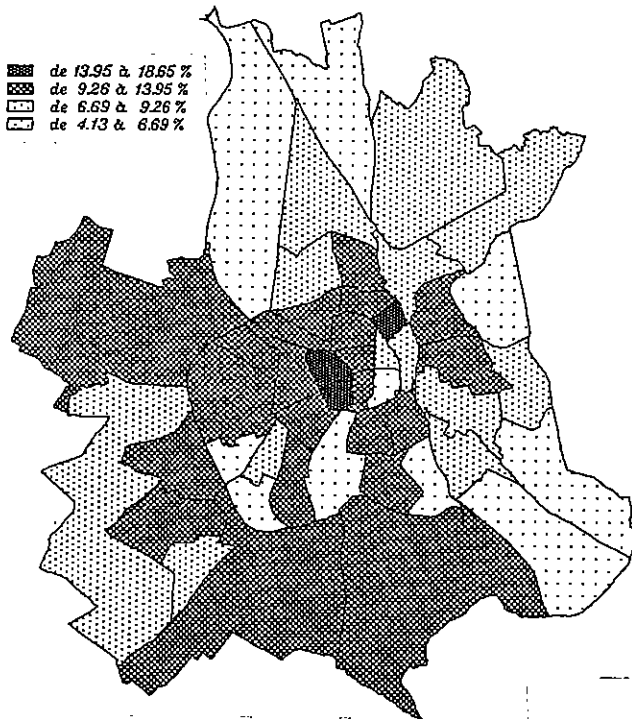 de 13.95 à 18.65 %
de 9.26 à 13.95 %
de 6.69 à 9.26 %
de 4.13 à 6.69 %